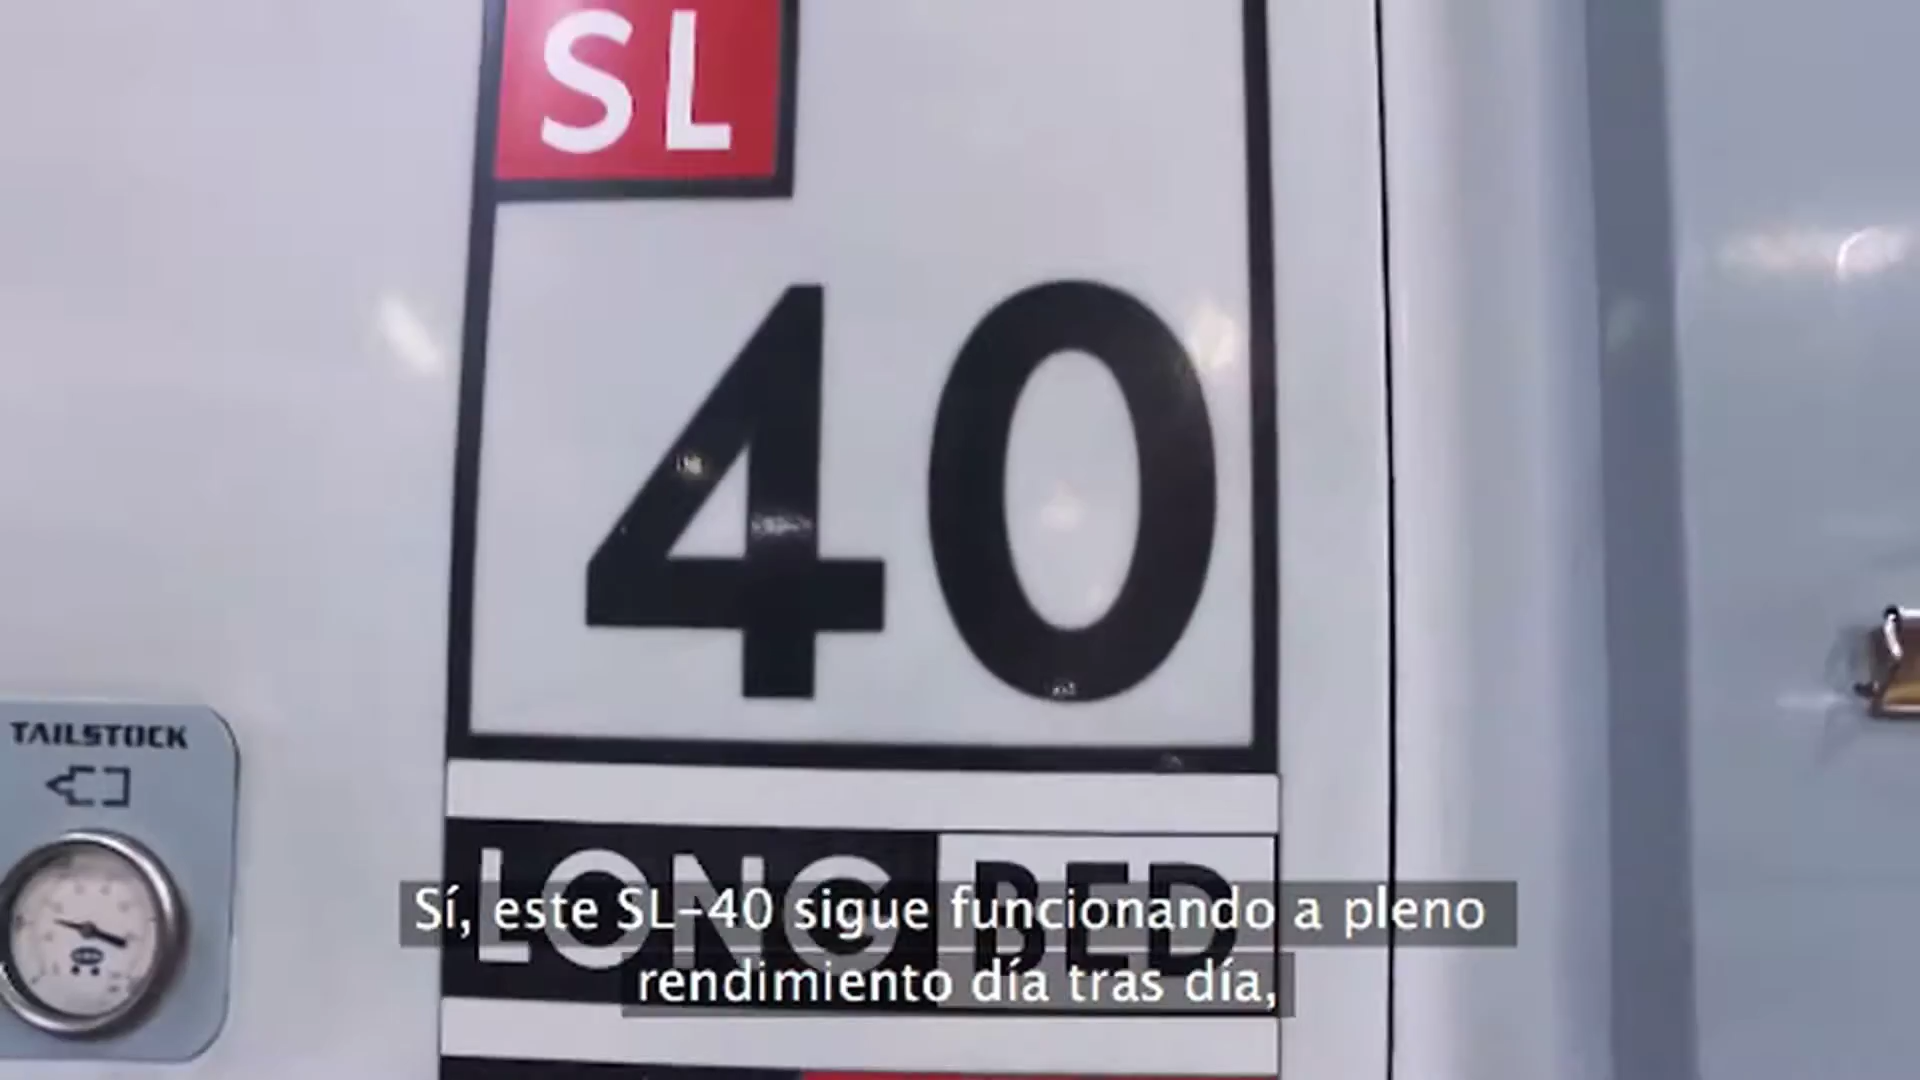 SL
40
TAILSTOCK
LONG BED
Sí, este SL-40 sigue funcionando a pleno
rendimiento día tras día,